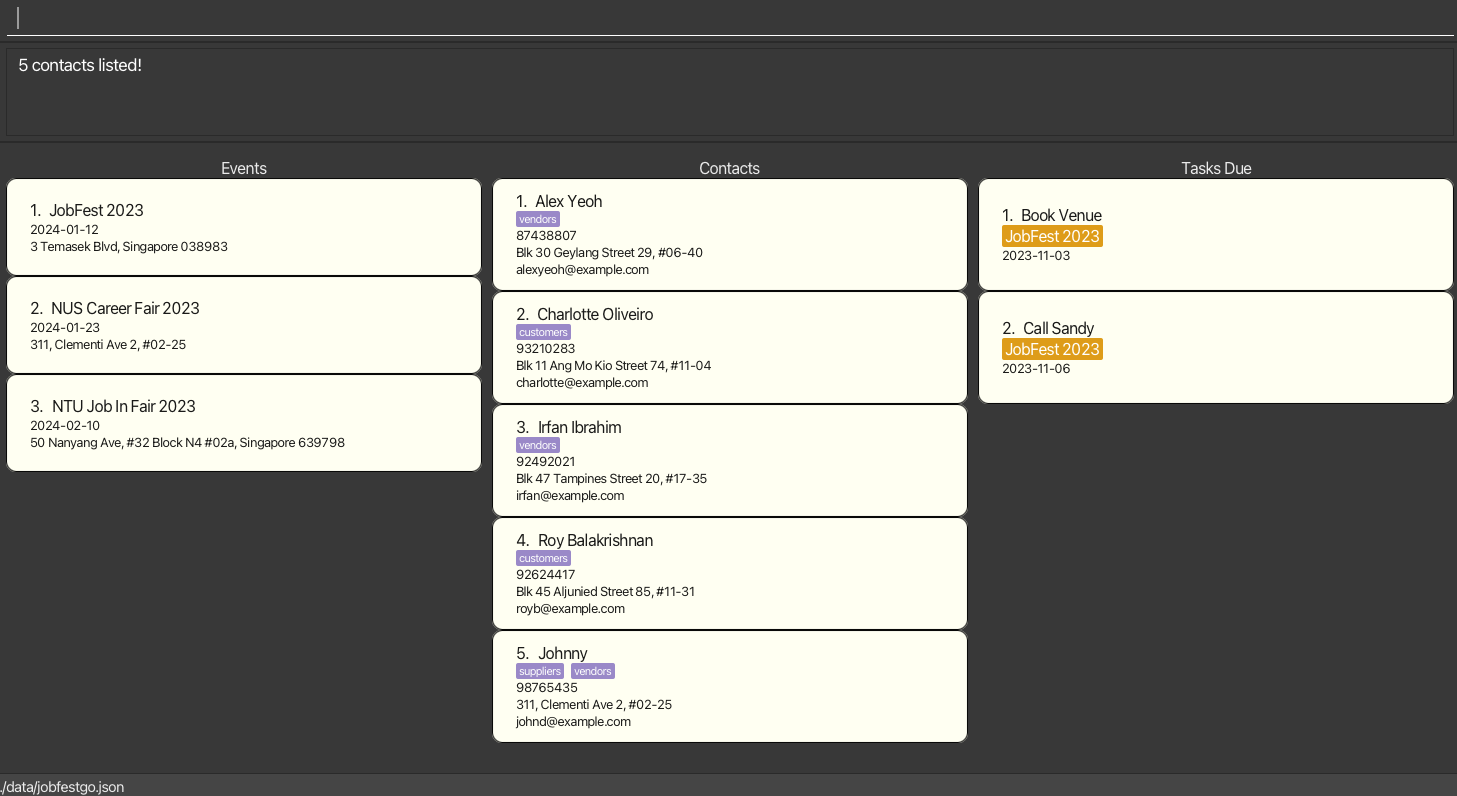 5 contacts listed!
Events
1. JobFest 2023
2024-01-12
3 Temasek Blvd, Singapore 038983
2. NUS Career Fair 2023
2024-01-23
311, Clementi Ave 2, #02-25
3. NTU Job In Fair 2023
2024-02-10
50 Nanyang Ave, #32 Block N4 #02a, Singapore 639798
Contacts
1. Alex Yeoh
vendors
87438807
Blk 30 Geylang Street 29, #06-40
alexyeoh@example.com
2. Charlotte Oliveiro
customers
93210283
Blk 11 Ang Mo Kio Street 74, #11-04
charlotte@example.com
3. Irfan Ibrahim
vendors
92492021
Blk 47 Tampines Street 20, #17-35
irfan@example.com
4. Roy Balakrishnan
customers
92624417
Blk 45 Aljunied Street 85, #11-31
royb@example.com
5. Johnny
suppliers vendors
98765435
311, Clementi Ave 2, #02-25
johnd@example.com
Tasks Due
1. Book Venue
JobFest 2023
2023-11-03
2. Call Sandy
JobFest 2023
2023-11-06
./data/jobfestgo.json